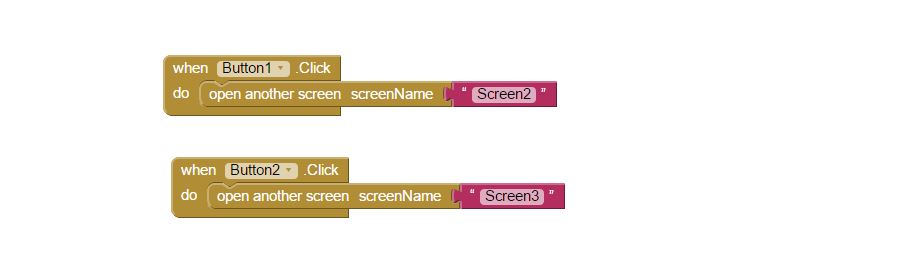 when Button1 .Click
do open another screen screenName “ Screen2 ”
when Button2 .Click
do open another screen screenName “ Screen3 ”